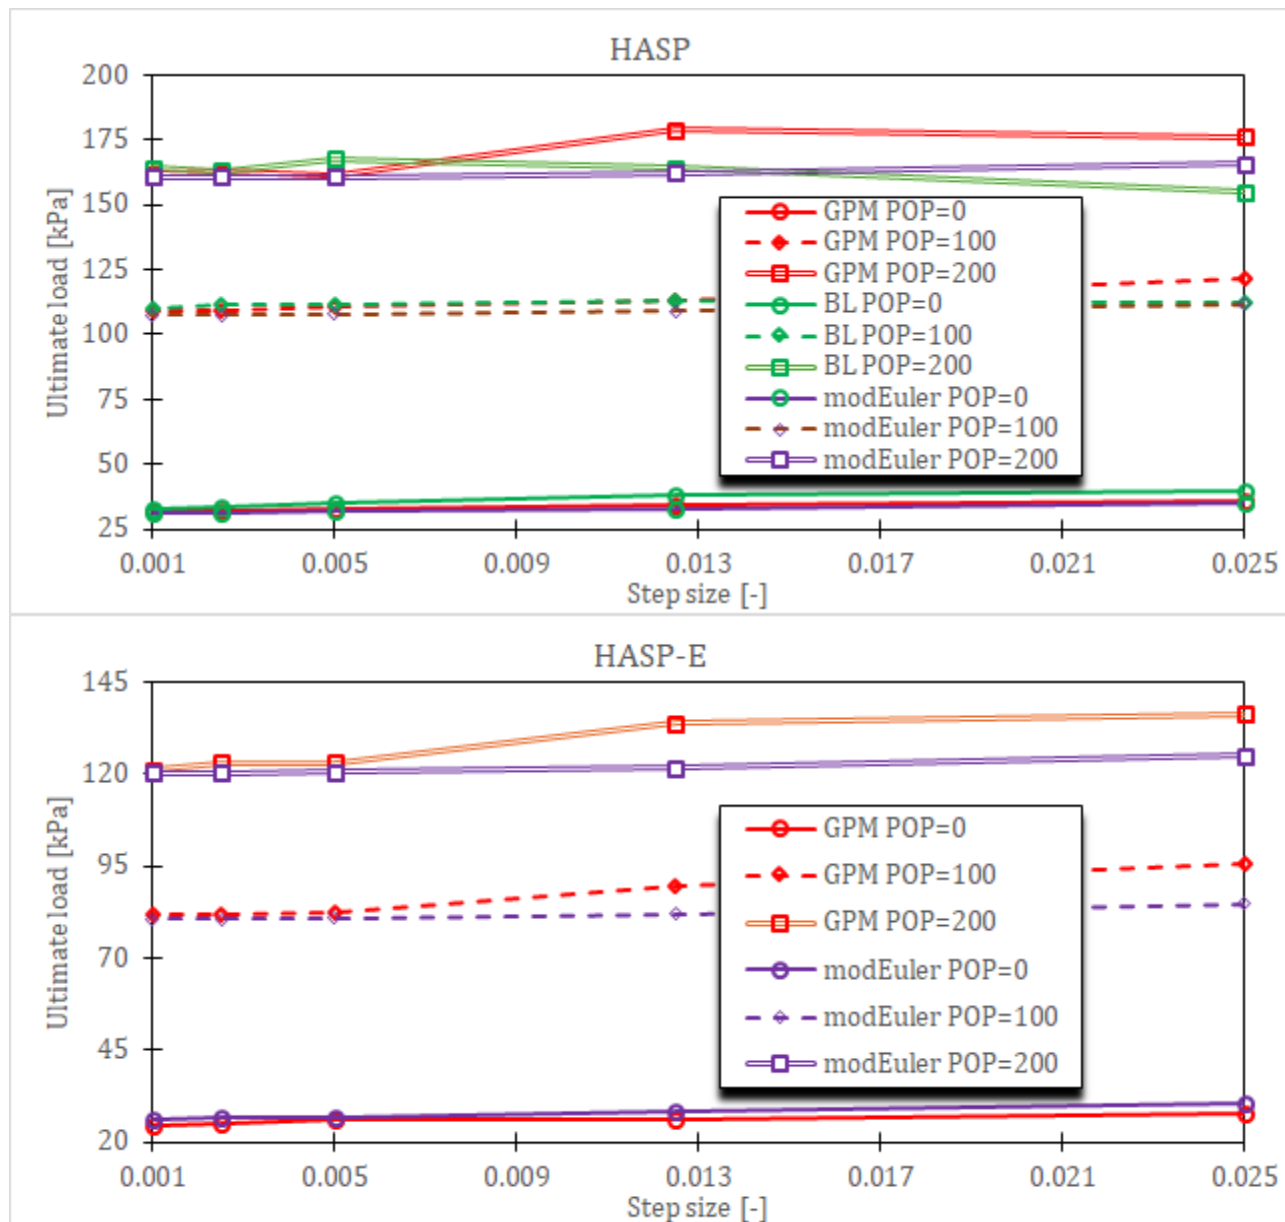 HASP
Ultimate load [kPa]
200
175
150
125
100
75
50
25
GPM POP=0
GPM POP=100
GPM POP=200
BL POP=0
BL POP=100
BL POP=200
modEuler POP=0
modEuler POP=100
modEuler POP=200
0.001 0.005 0.009 0.013 0.017 0.021 0.025
Step size [-]
HASP-E
Ultimate load [kPa]
145
120
95
70
45
20
GPM POP=0
GPM POP=100
GPM POP=200
modEuler POP=0
modEuler POP=100
modEuler POP=200
0.001 0.005 0.009 0.013 0.017 0.021 0.025
Step size [-]